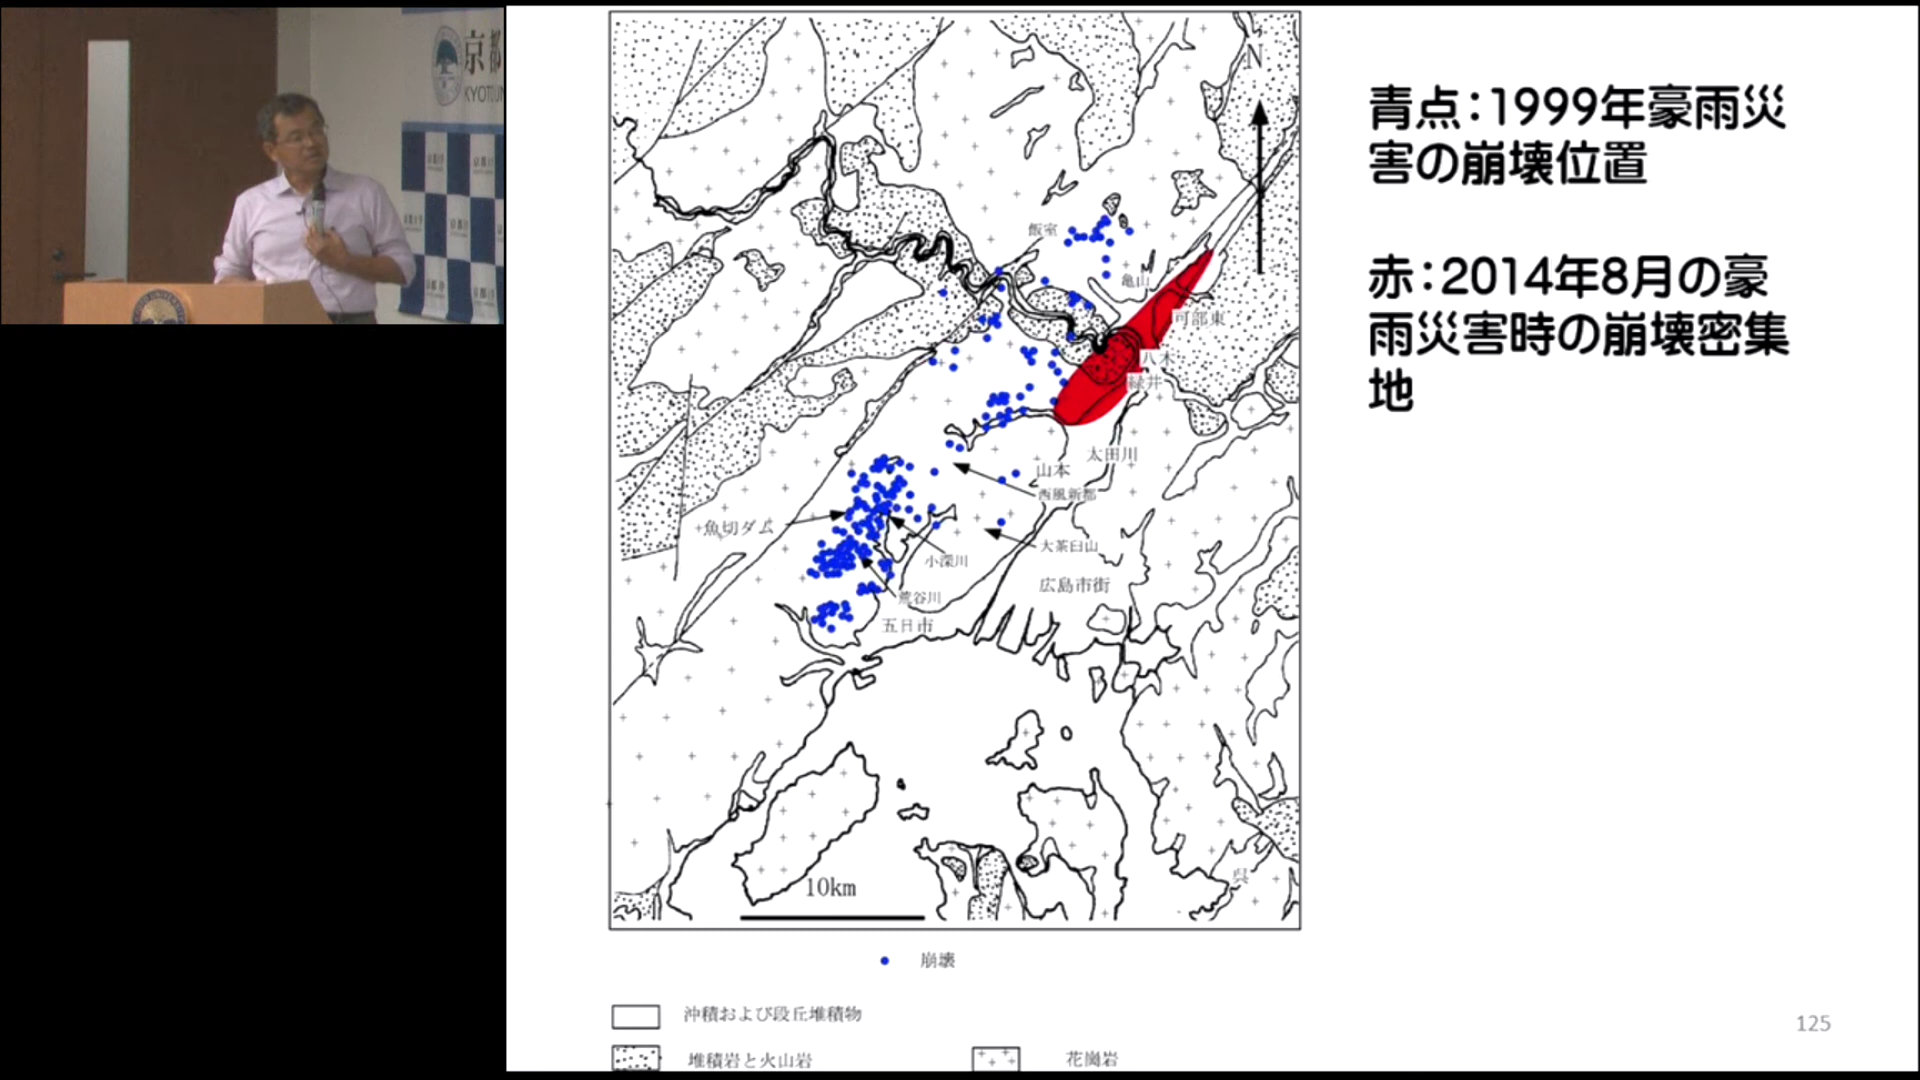 京都
KYOTO UN
N
飯室
亀山
可部東
八木
緑井
太田川
山本
西風新都
魚切ダム
大茶臼山
小深川
広島市街
荒谷川
五日市
呉
10km
崩壊
沖積および段丘堆積物
堆積岩と火山岩
花崗岩
青点：1999年豪雨災
害の崩壊位置
赤：2014年8月の豪
雨災害時の崩壊密集
地
125